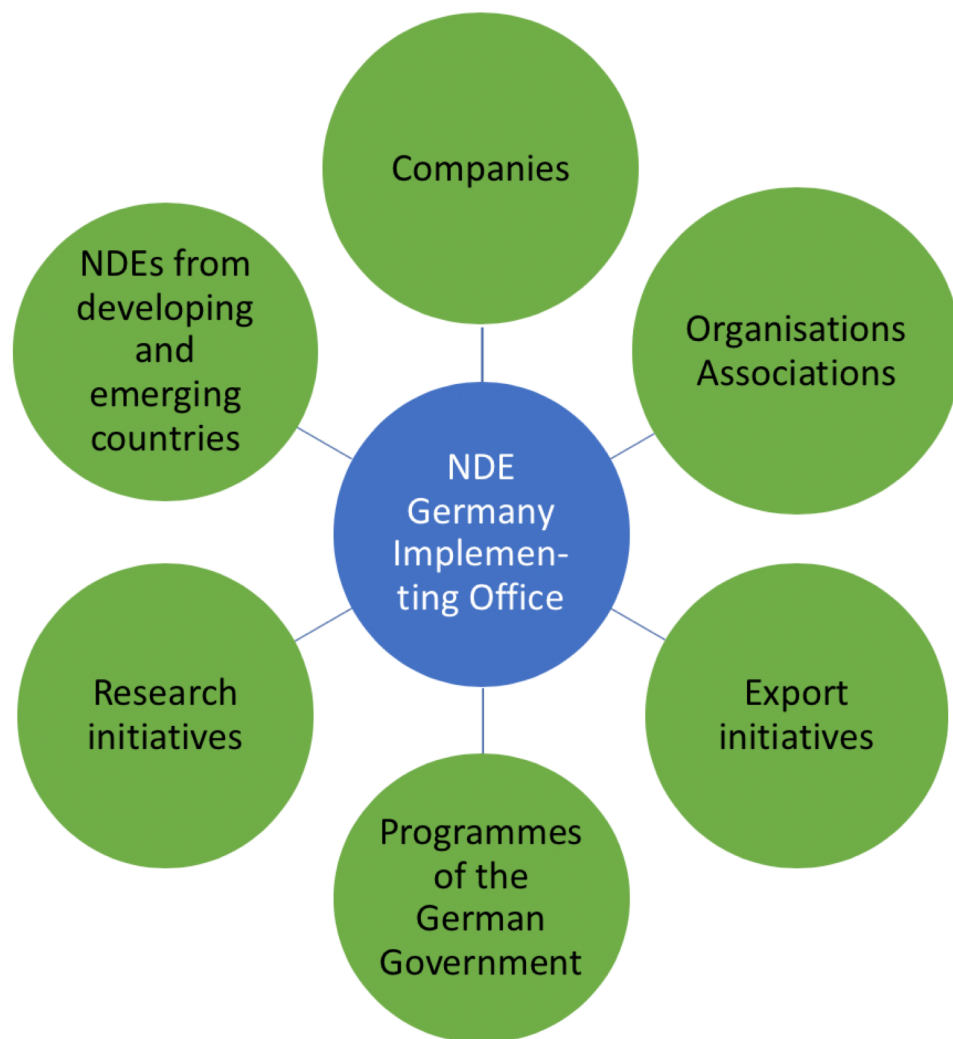 Companies
NDEs from
developing
and
emerging
countries
Organisations
Associations
NDE
Germany
Implemen-
ting Office
Research
initiatives
Export
initiatives
Programmes
of the
German
Government